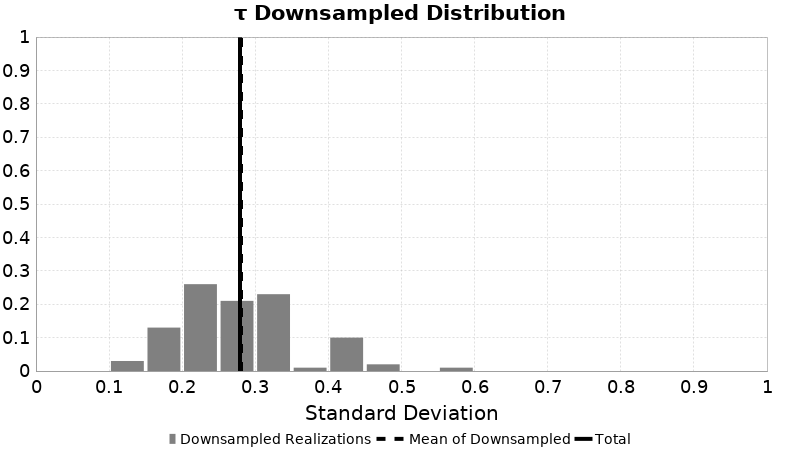 τ Downsampled Distribution
1
0.9
0.8
0.7
0.6
0.5
0.4
0.3
0.2
0.1
0
0 0.1 0.2 0.3 0.4 0.5 0.6 0.7 0.8 0.9 1
Standard Deviation
Downsampled Realizations Mean of Downsampled Total